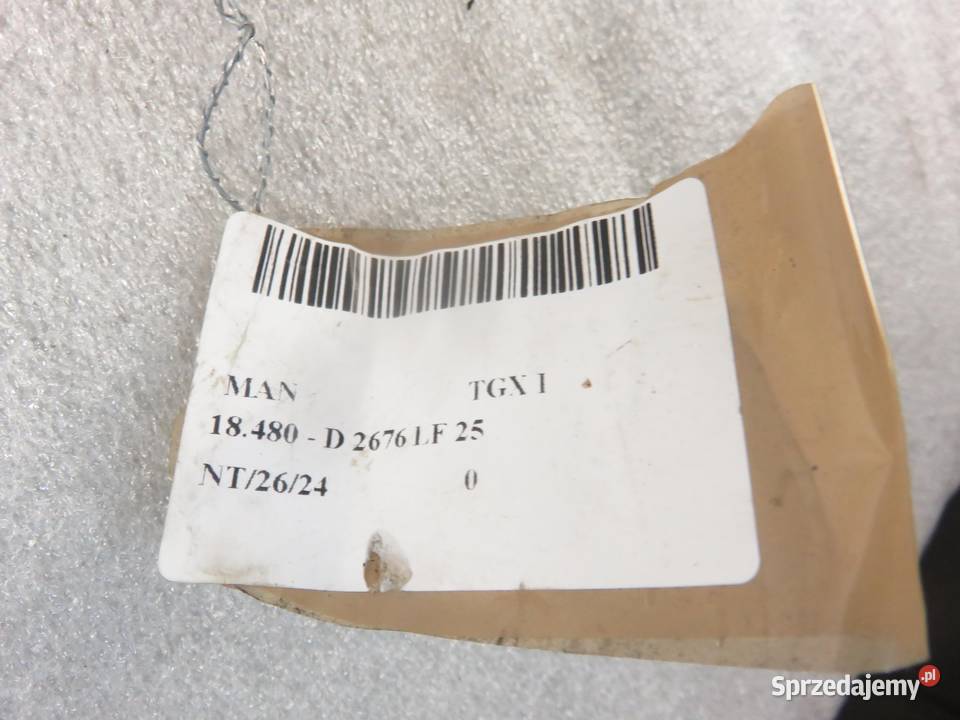 MAN TGX I
18.480 - D 2676 LF 25
NT/26/24 0
Sprzedajemy.pl